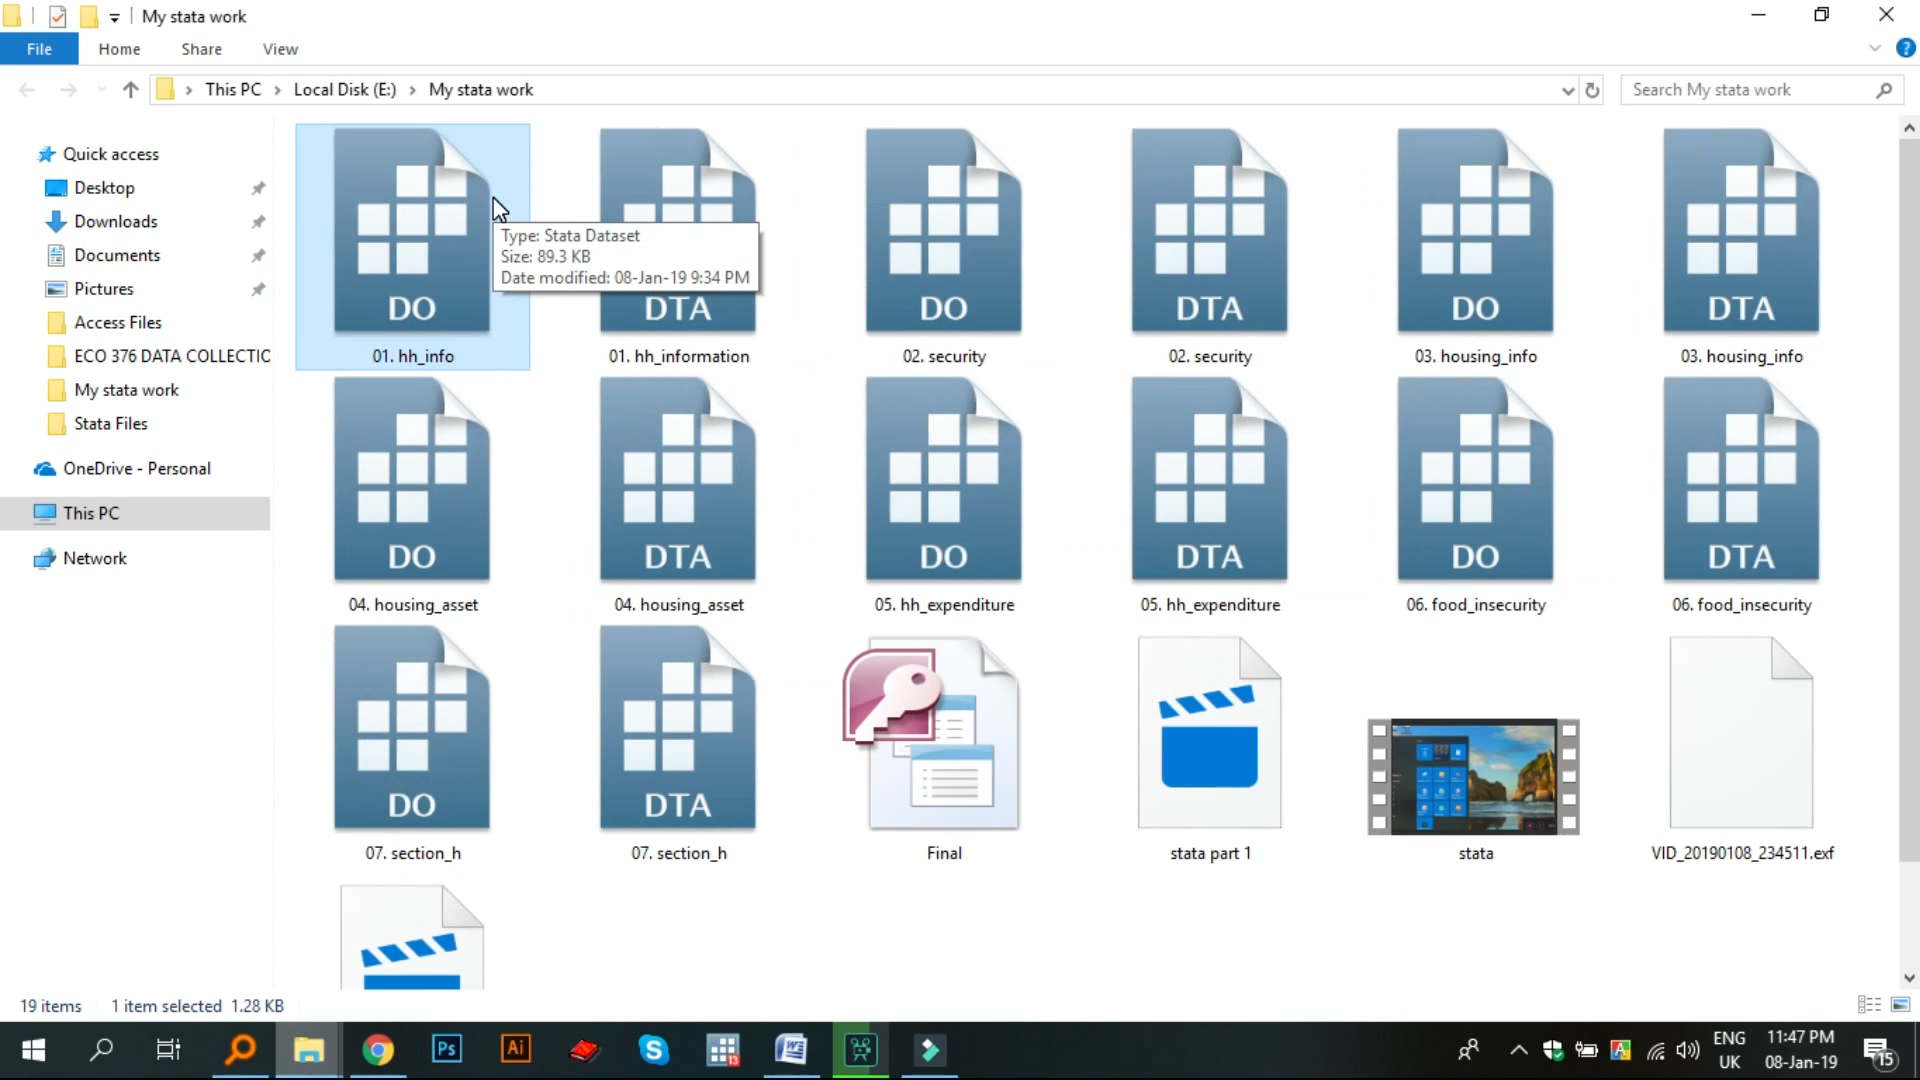 My stata work
File Home Share View
This PC Local Disk (E:) My stata work
Search My stata work
Quick access
Desktop
Downloads
Documents
Pictures
Access Files
ECO 376 DATA COLLECTIC
My stata work
Stata Files
OneDrive - Personal
This PC
Network
DO DTA DO DTA DO DTA
Type: Stata Dataset
Size: 89.3 KB
Date modified: 08-Jan-19 9:34 PM
01. hh_info 01. hh_information 02. security 02. security 03. housing_info 03. housing_info
DO DTA DO DTA DO DTA
04. housing_asset 04. housing_asset 05. hh_expenditure 05. hh_expenditure 06. food_insecurity 06. food_insecurity
DO DTA
07. section_h 07. section_h Final stata part 1 stata VID_20190108_234511.exf
19 items 1 item selected 1.28 KB
Ps Ai 13
ENG
UK
11:47 PM
08-Jan-19
15